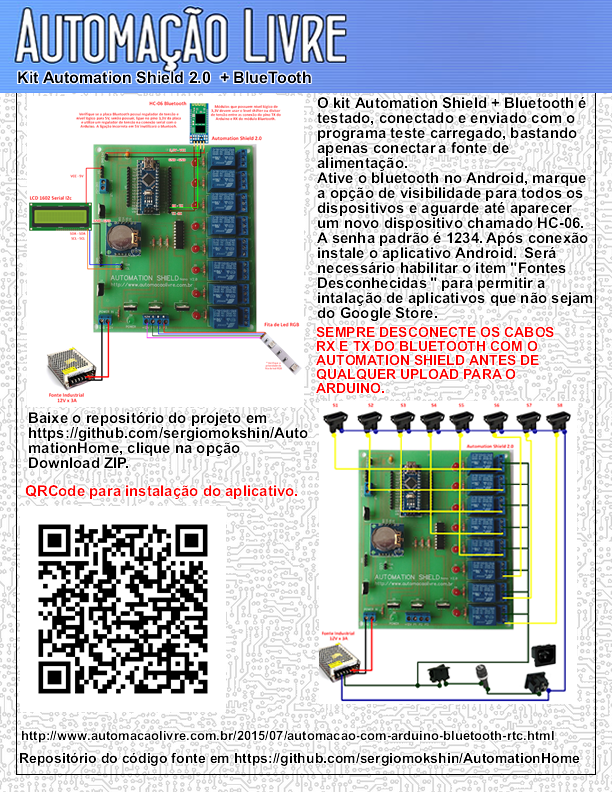 AUTOMAÇÃO LIVRE
Kit Automation Shield 2.0 + BlueTooth
HC-06 Bluetooth
Automation Shield 2.0
LCD 1602 Serial I2c
AUTOMATION SHIELD
http://www.automacaolivre.com.br
Fita de Led RGB
Fonte Industrial
12V x 3A
O kit Automation Shield + Bluetooth é
testado, conectado e enviado com o
programa teste carregado, bastando
apenas conectar a fonte de
alimentação.
Ative o bluetooth no Android, marque
a opção de visibilidade para todos os
dispositivos e aguarde até aparecer
um novo dispositivo chamado HC-06.
A senha padrão é 1234. Após conexão
instale o aplicativo Android. Será
necessário habilitar o item "Fontes
Desconhecidas " para permitir a
intalação de aplicativos que não sejam
do Google Store.
SEMPRE DESCONECTE OS CABOS
RX E TX DO BLUETOOTH COM O
AUTOMATION SHIELD ANTES DE
QUALQUER UPLOAD PARA O
ARDUINO.
Baixe o repositório do projeto em
https://github.com/sergiomokshin/Auto
mationHome, clique na opção
Download ZIP.
QRCode para instalação do aplicativo.
S1 S2 S3 S4 S5 S6 S7 S8
Automation Shield 2.0
AUTOMATION SHIELD
http://www.automacaolivre.com.br
Fonte Industrial
12V x 3A
http://www.automacaolivre.com.br/2015/07/automacao-com-arduino-bluetooth-rtc.html
Repositório do código fonte em https://github.com/sergiomokshin/AutomationHome